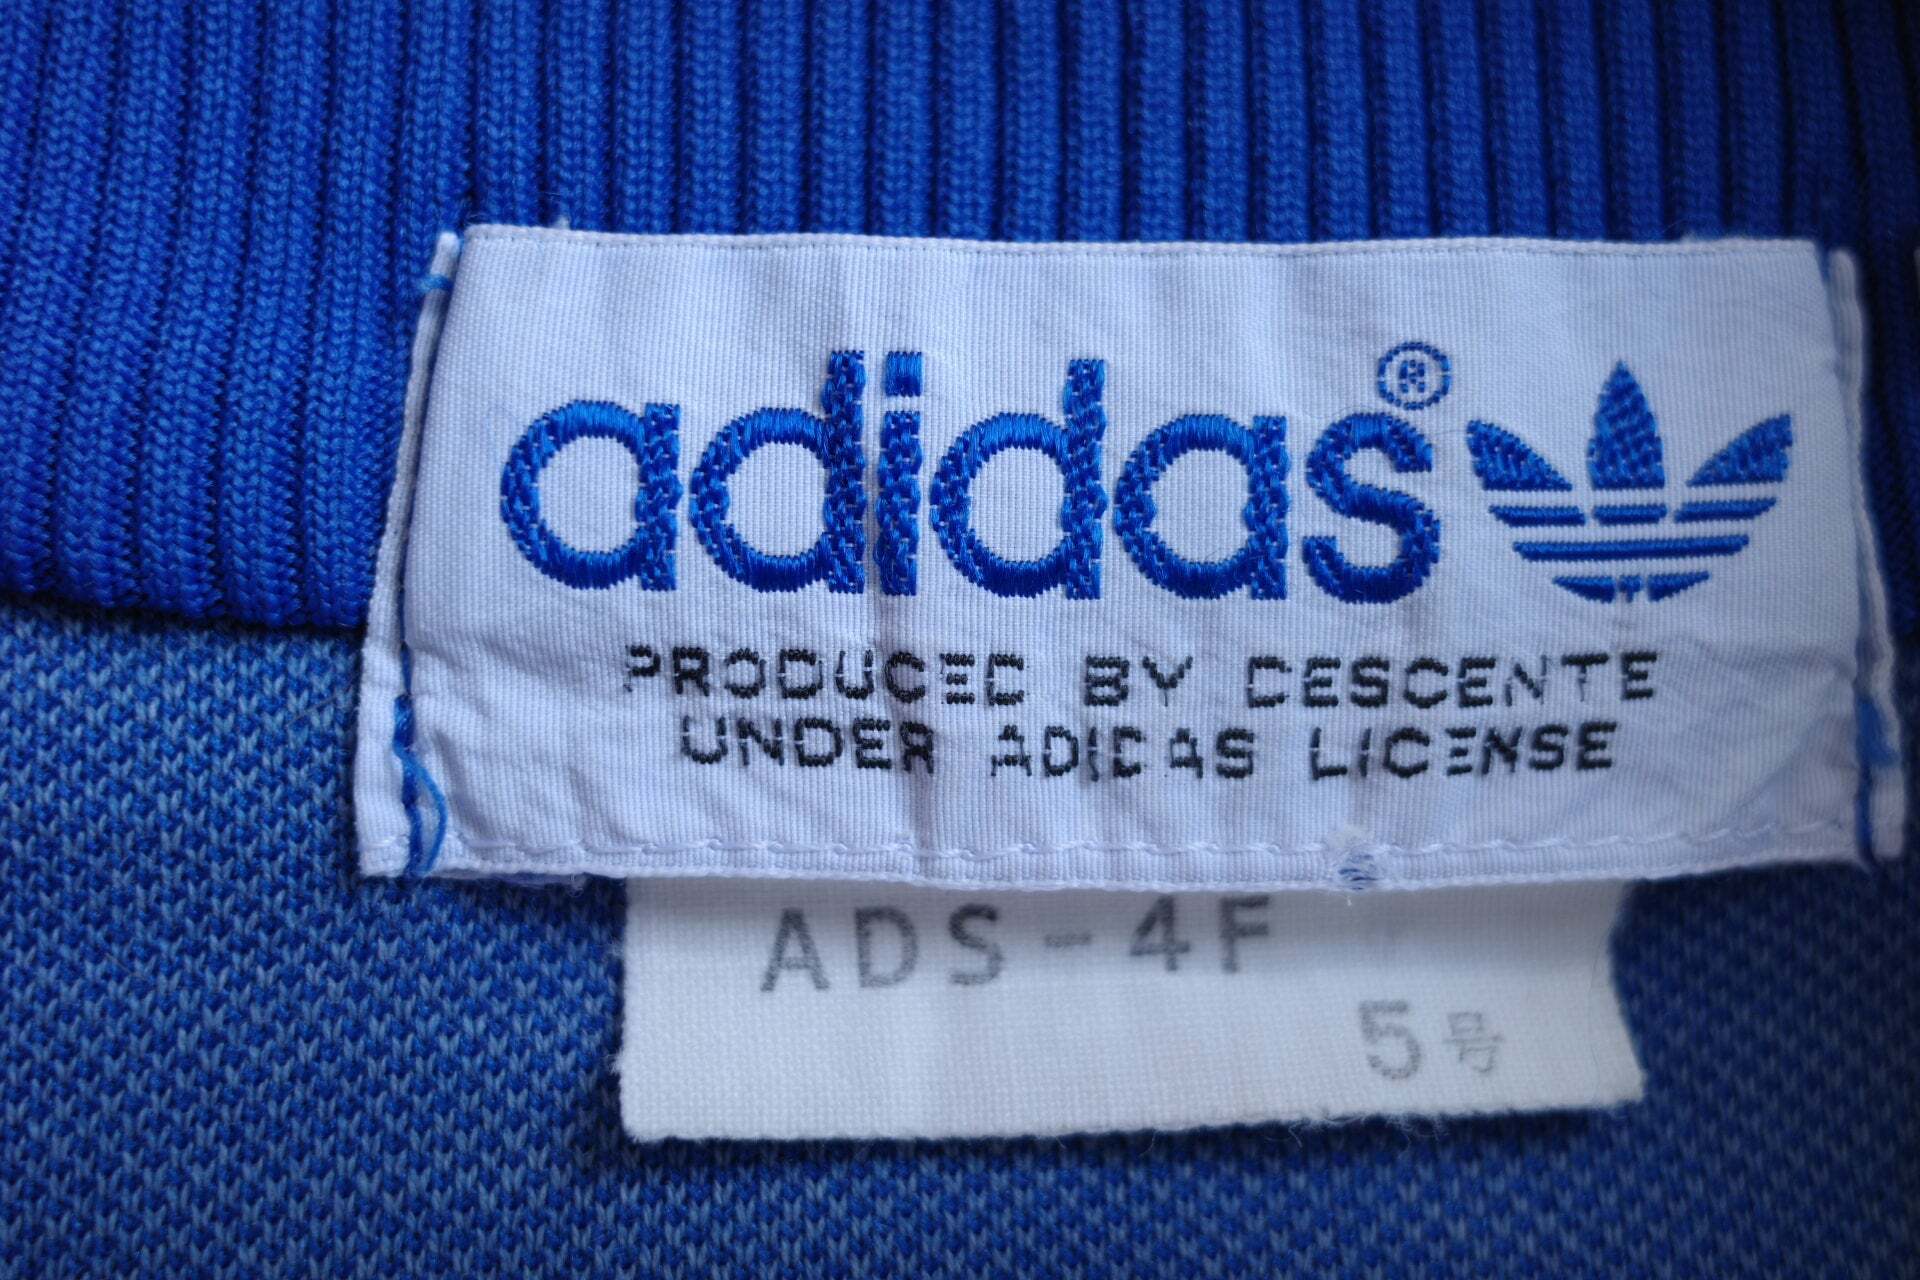 adidas®
PRODUCED BY DESCENTE
UNDER ADIDAS LICENSE
ADS-4F
5号